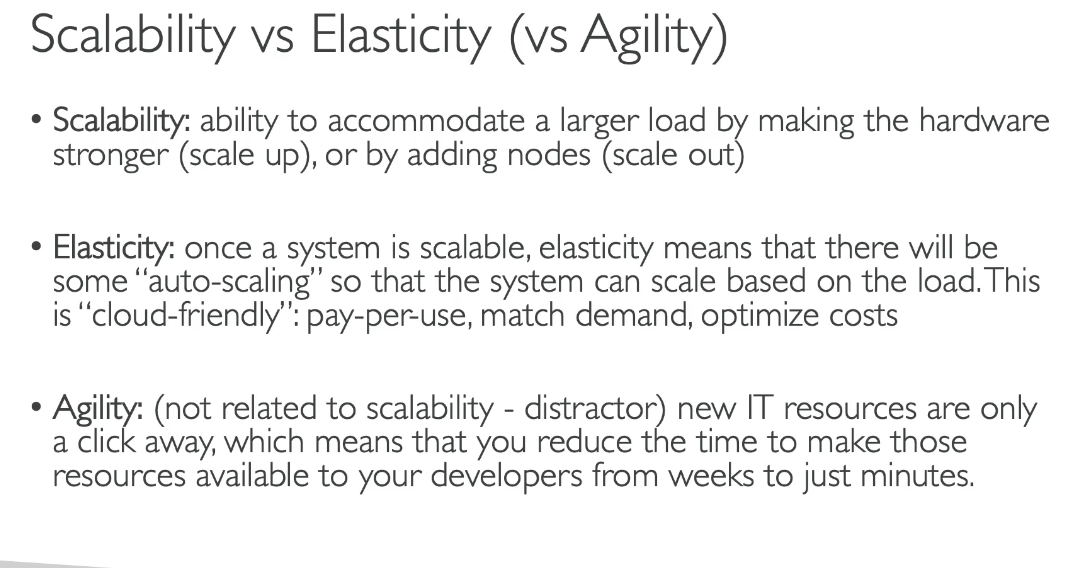 Scalability vs Elasticity (vs Agility)
• Scalability: ability to accommodate a larger load by making the hardware
stronger (scale up), or by adding nodes (scale out)
• Elasticity: once a system is scalable, elasticity means that there will be
some “auto-scaling” so that the system can scale based on the load. This
is “cloud-friendly”: pay-per-use, match demand, optimize costs
• Agility: (not related to scalability - distractor) new IT resources are only
a click away, which means that you reduce the time to make those
resources available to your developers from weeks to just minutes.